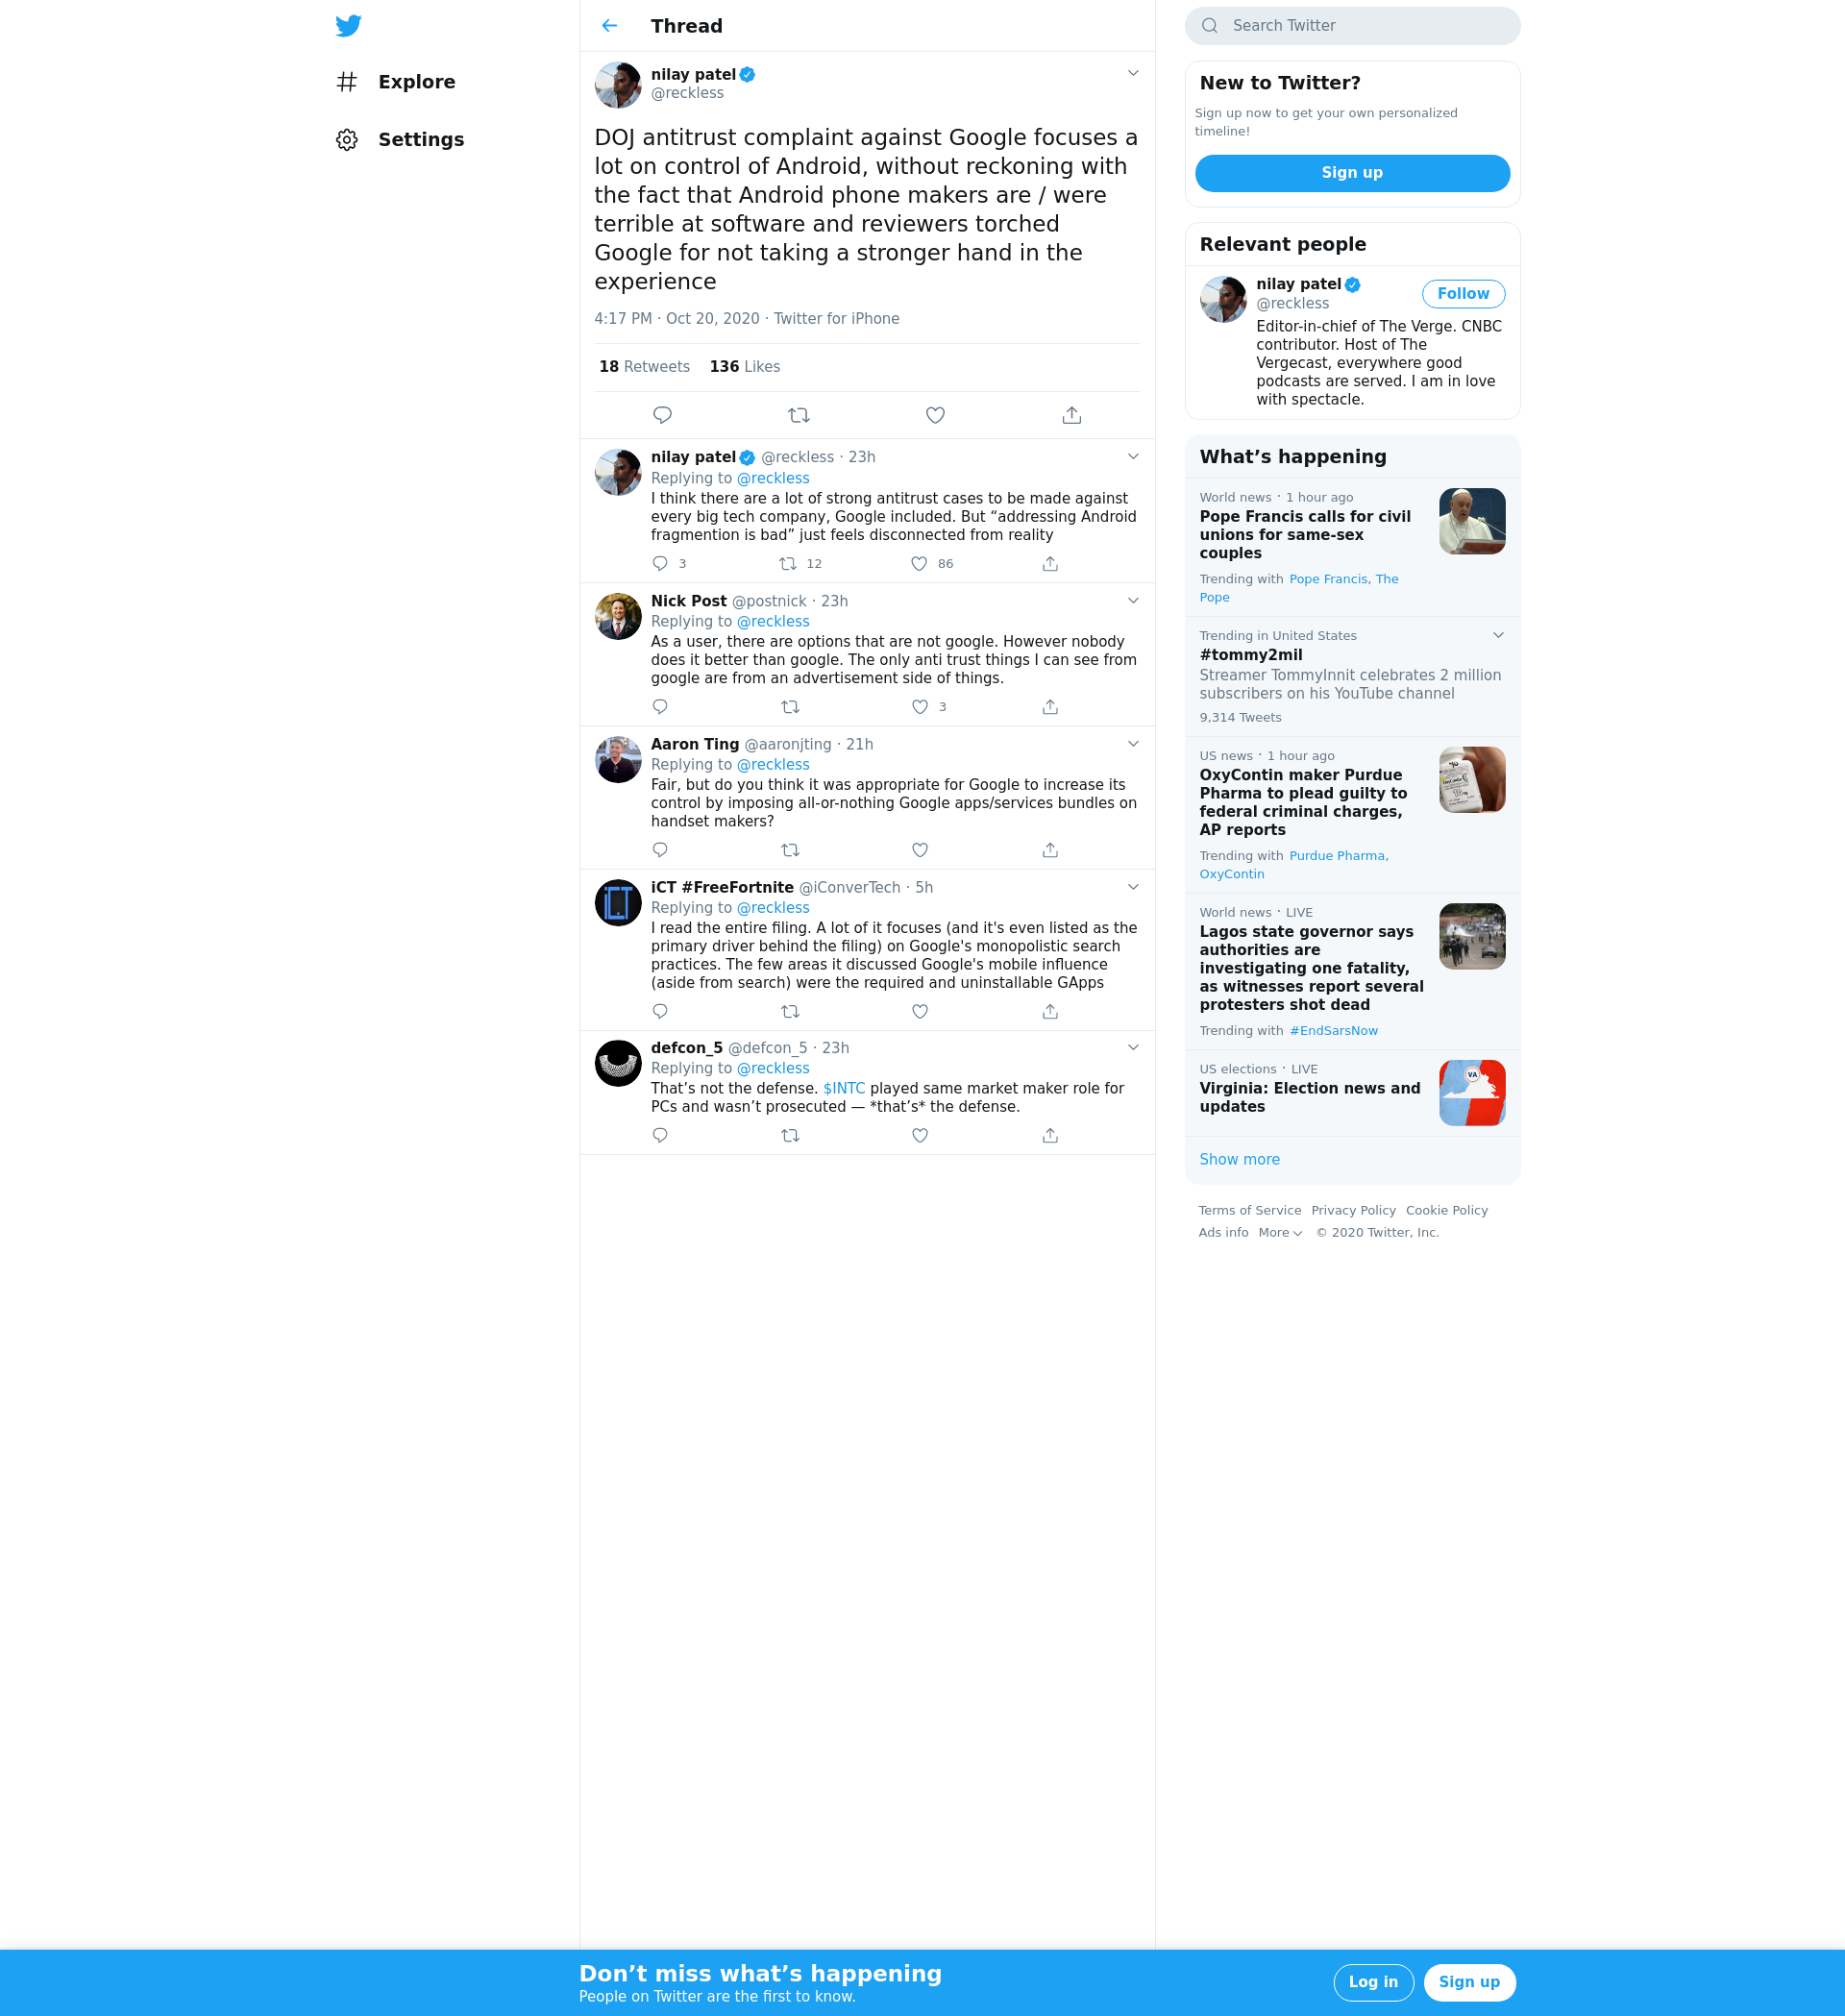 Explore
Settings
Thread
nilay patel
@reckless
DOJ antitrust complaint against Google focuses a
lot on control of Android, without reckoning with
the fact that Android phone makers are / were
terrible at software and reviewers torched
Google for not taking a stronger hand in the
experience
4:17 PM · Oct 20, 2020 · Twitter for iPhone
18 Retweets 136 Likes
nilay patel @reckless · 23h
Replying to @reckless
I think there are a lot of strong antitrust cases to be made against
every big tech company, Google included. But “addressing Android
fragmention is bad” just feels disconnected from reality
3 12 86
Nick Post @postnick · 23h
Replying to @reckless
As a user, there are options that are not google. However nobody
does it better than google. The only anti trust things I can see from
google are from an advertisement side of things.
3
Aaron Ting @aaronjting · 21h
Replying to @reckless
Fair, but do you think it was appropriate for Google to increase its
control by imposing all-or-nothing Google apps/services bundles on
handset makers?
iCT #FreeFortnite @iConverTech · 5h
Replying to @reckless
I read the entire filing. A lot of it focuses (and it's even listed as the
primary driver behind the filing) on Google's monopolistic search
practices. The few areas it discussed Google's mobile influence
(aside from search) were the required and uninstallable GApps
defcon_5 @defcon_5 · 23h
Replying to @reckless
That’s not the defense. $INTC played same market maker role for
PCs and wasn’t prosecuted — *that’s* the defense.
Search Twitter
New to Twitter?
Sign up now to get your own personalized
timeline!
Sign up
Relevant people
nilay patel
@reckless
Follow
Editor-in-chief of The Verge. CNBC
contributor. Host of The
Vergecast, everywhere good
podcasts are served. I am in love
with spectacle.
What’s happening
World news · 1 hour ago
Pope Francis calls for civil
unions for same-sex
couples
Trending with Pope Francis, The
Pope
Trending in United States
#tommy2mil
Streamer TommyInnit celebrates 2 million
subscribers on his YouTube channel
9,314 Tweets
US news · 1 hour ago
OxyContin maker Purdue
Pharma to plead guilty to
federal criminal charges,
AP reports
Trending with Purdue Pharma,
OxyContin
World news · LIVE
Lagos state governor says
authorities are
investigating one fatality,
as witnesses report several
protesters shot dead
Trending with #EndSarsNow
US elections · LIVE
Virginia: Election news and
updates
VA
Show more
Terms of Service Privacy Policy Cookie Policy
Ads info More © 2020 Twitter, Inc.
Don’t miss what’s happening
People on Twitter are the first to know.
Log in
Sign up